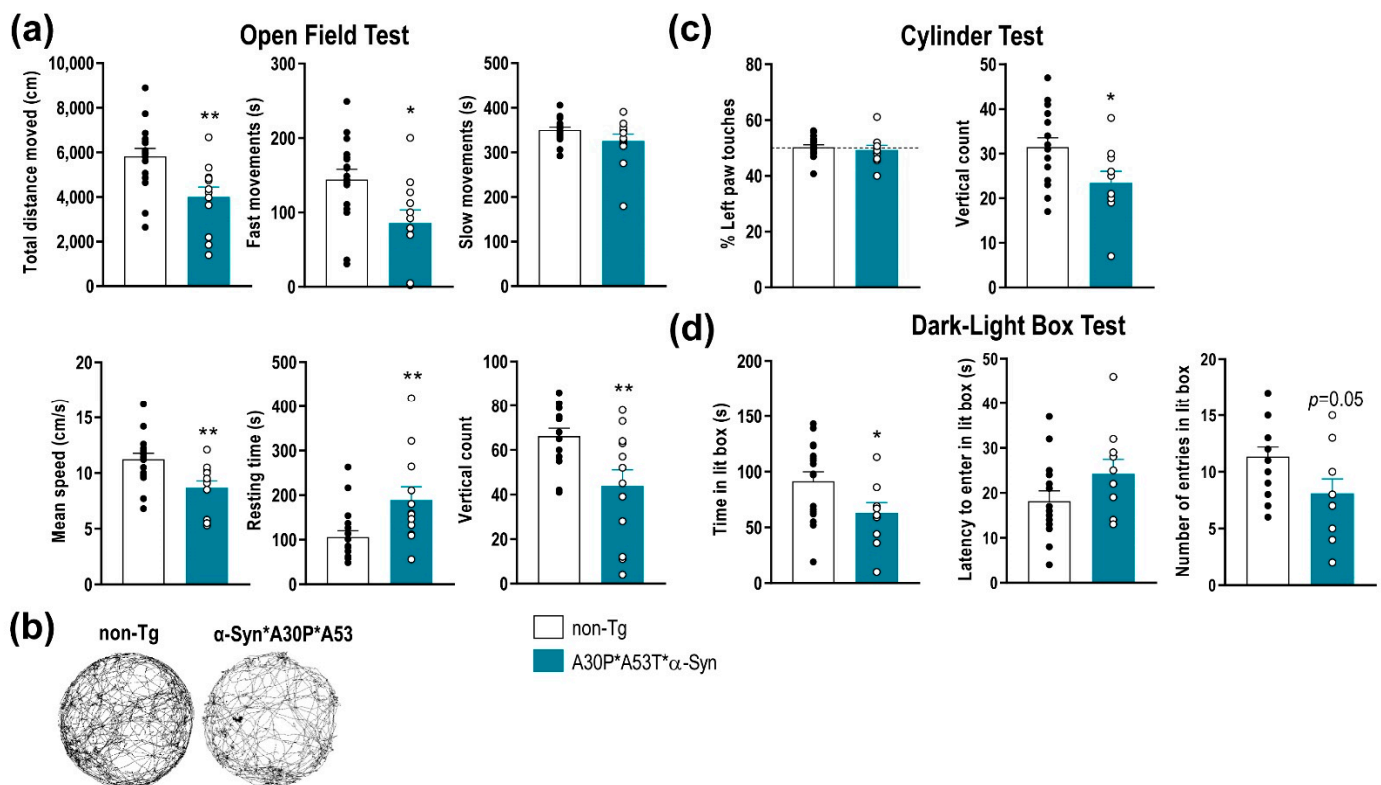 (a)
Open Field Test
Total distance moved (cm)
10,000
8,000
6,000
4,000
2,000
0
**
Fast movements (s)
300
200
100
0
*
Slow movements (s)
500
400
300
200
100
0
Mean speed (cm/s)
20
15
10
5
0
**
Resting time (s)
500
400
300
200
100
0
**
Vertical count
100
80
60
40
20
0
**
(b)
non-Tg
α-Syn*A30P*A53
(c)
Cylinder Test
% Left paw touches
80
60
40
20
0
Vertical count
50
40
30
20
10
0
*
(d)
Dark-Light Box Test
Time in lit box (s)
200
150
100
50
0
*
Latency to enter in lit box (s)
50
40
30
20
10
0
Number of entries in lit box
20
15
10
5
0
p=0.05
non-Tg
A30P*A53T*α-Syn